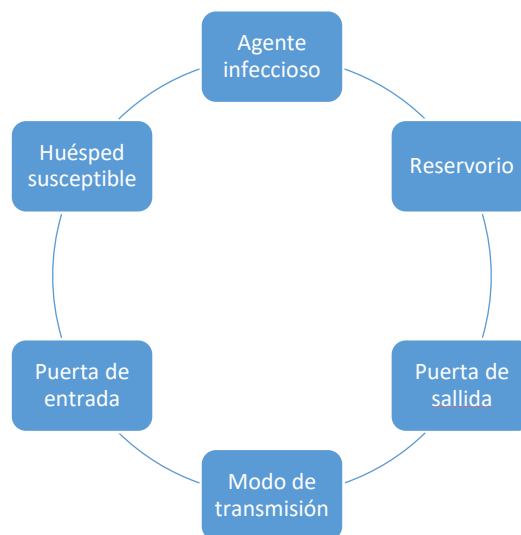 Agente
infeccioso
Reservorio
Puerta de
sallida
Modo de
transmisión
Puerta de
entrada
Huésped
susceptible